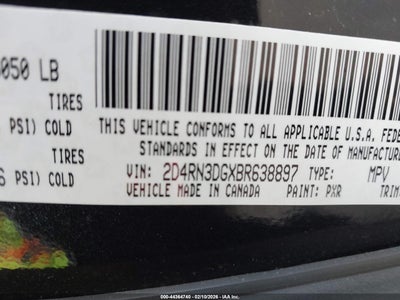 050 LB
TIRES
PSI) COLD
THIS VEHICLE CONFORMS TO ALL APPLICABLE U.S.A. FEDE
STANDARDS IN EFFECT ON THE DATE OF MANUFACTURE
TIRES
PSI) COLD
VIN: 2D4RN3DGXBR638897 TYPE: MPV
VEHICLE MADE IN CANADA PAINT: PXR TRIM:
000-44364740 - 02/10/2026 - IAA Inc.